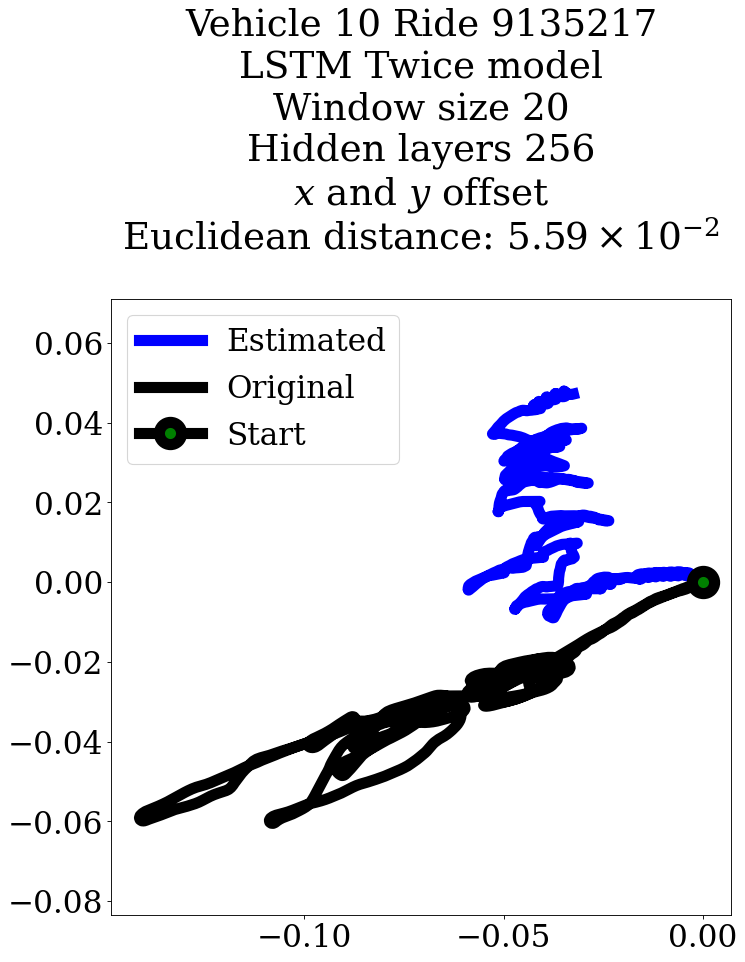 Vehicle 10 Ride 9135217
LSTM Twice model
Window size 20
Hidden layers 256
x and y offset
Euclidean distance: 5.59 × 10⁻²
Estimated
Original
Start
0.06
0.04
0.02
0.00
−0.02
−0.04
−0.06
−0.08
−0.10
−0.05
0.00